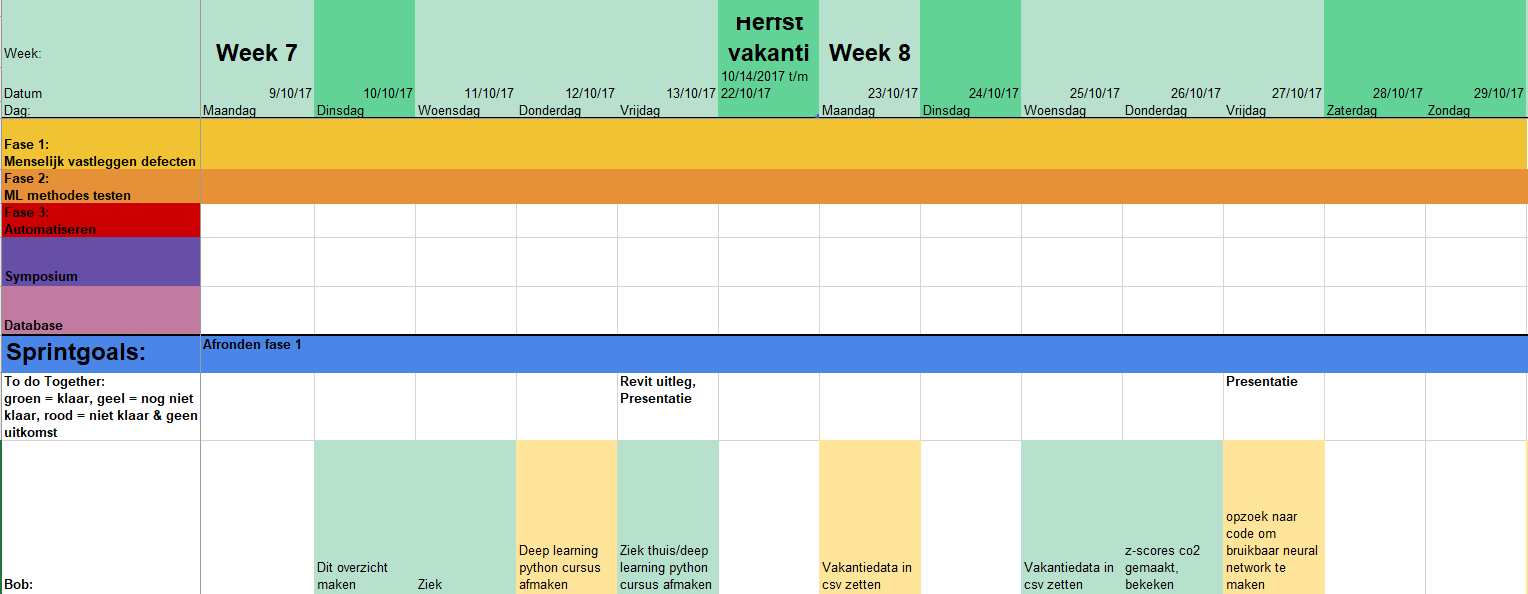 Week:
Week 7
Herfst
vakanti
Week 8
10/14/2017 t/m
Datum
9/10/17
10/10/17
11/10/17
12/10/17
13/10/17
22/10/17
23/10/17
24/10/17
25/10/17
26/10/17
27/10/17
28/10/17
29/10/17
Dag:
Maandag
Dinsdag
Woensdag
Donderdag
Vrijdag
Maandag
Dinsdag
Woensdag
Donderdag
Vrijdag
Zaterdag
Zondag
Fase 1:
Menselijk vastleggen defecten
Fase 2:
ML methodes testen
Fase 3:
Automatiseren
Symposium
Database
Sprintgoals:
Afronden fase 1
To do Together:
groen = klaar, geel = nog niet
klaar, rood = niet klaar & geen
uitkomst
Revit uitleg,
Presentatie
Presentatie
Bob:
Dit overzicht
maken
Ziek
Deep learning
python cursus
afmaken
Ziek thuis/deep
learning python
cursus afmaken
Vakantiedata in
csv zetten
Vakantiedata in
csv zetten
z-scores co2
gemaakt,
bekeken
opzoek naar
code om
bruikbaar neural
network te
maken